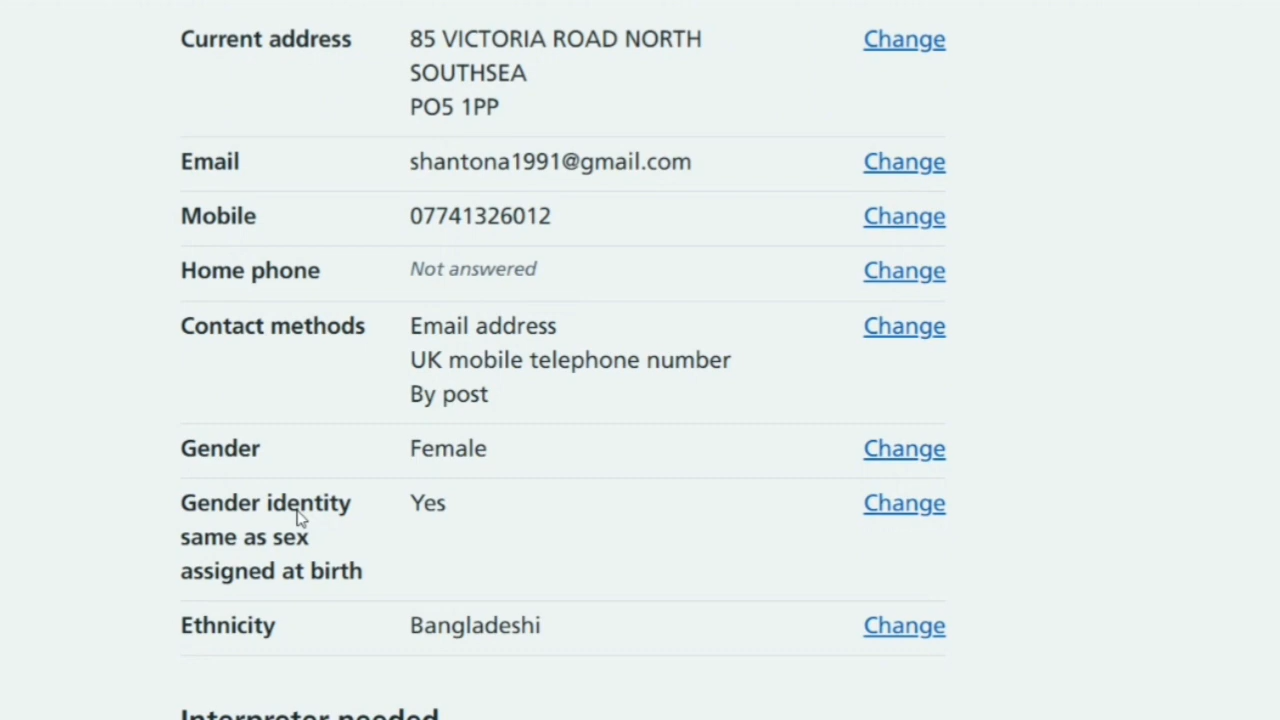 Current address 85 VICTORIA ROAD NORTH Change
SOUTHSEA
PO5 1PP
Email shantona1991@gmail.com Change
Mobile 07741326012 Change
Home phone Not answered Change
Contact methods Email address Change
UK mobile telephone number
By post
Gender Female Change
Gender identity Yes Change
same as sex
assigned at birth
Ethnicity Bangladeshi Change
Interpreter needed